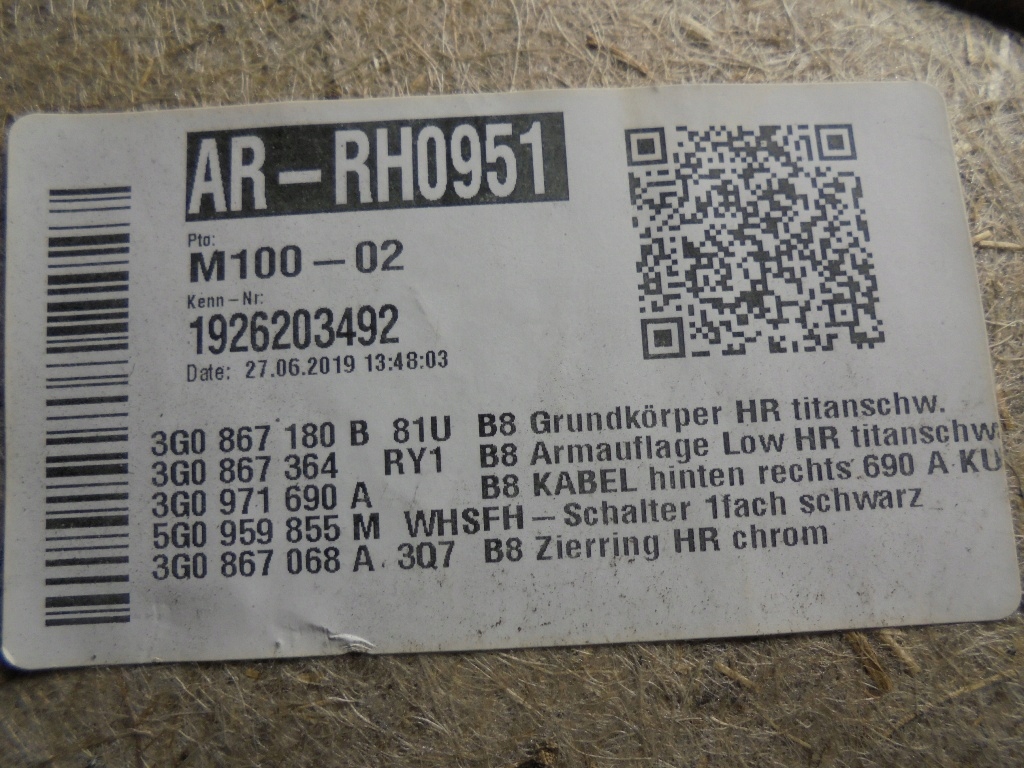 AR-RH0951
Pto:
M100-02
Kenn-Nr:
1926203492
Date: 27.06.2019 13:48:03
3G0 867 180 B 81U B8 Grundkörper HR titanschw.
3G0 867 364 RY1 B8 Armauflage Low HR titanschw.
3G0 971 690 A B8 KABEL hinten rechts 690 A KU
5G0 959 855 M WHSFH-Schalter 1fach schwarz
3G0 867 068 A 3Q7 B8 Zierring HR chrom